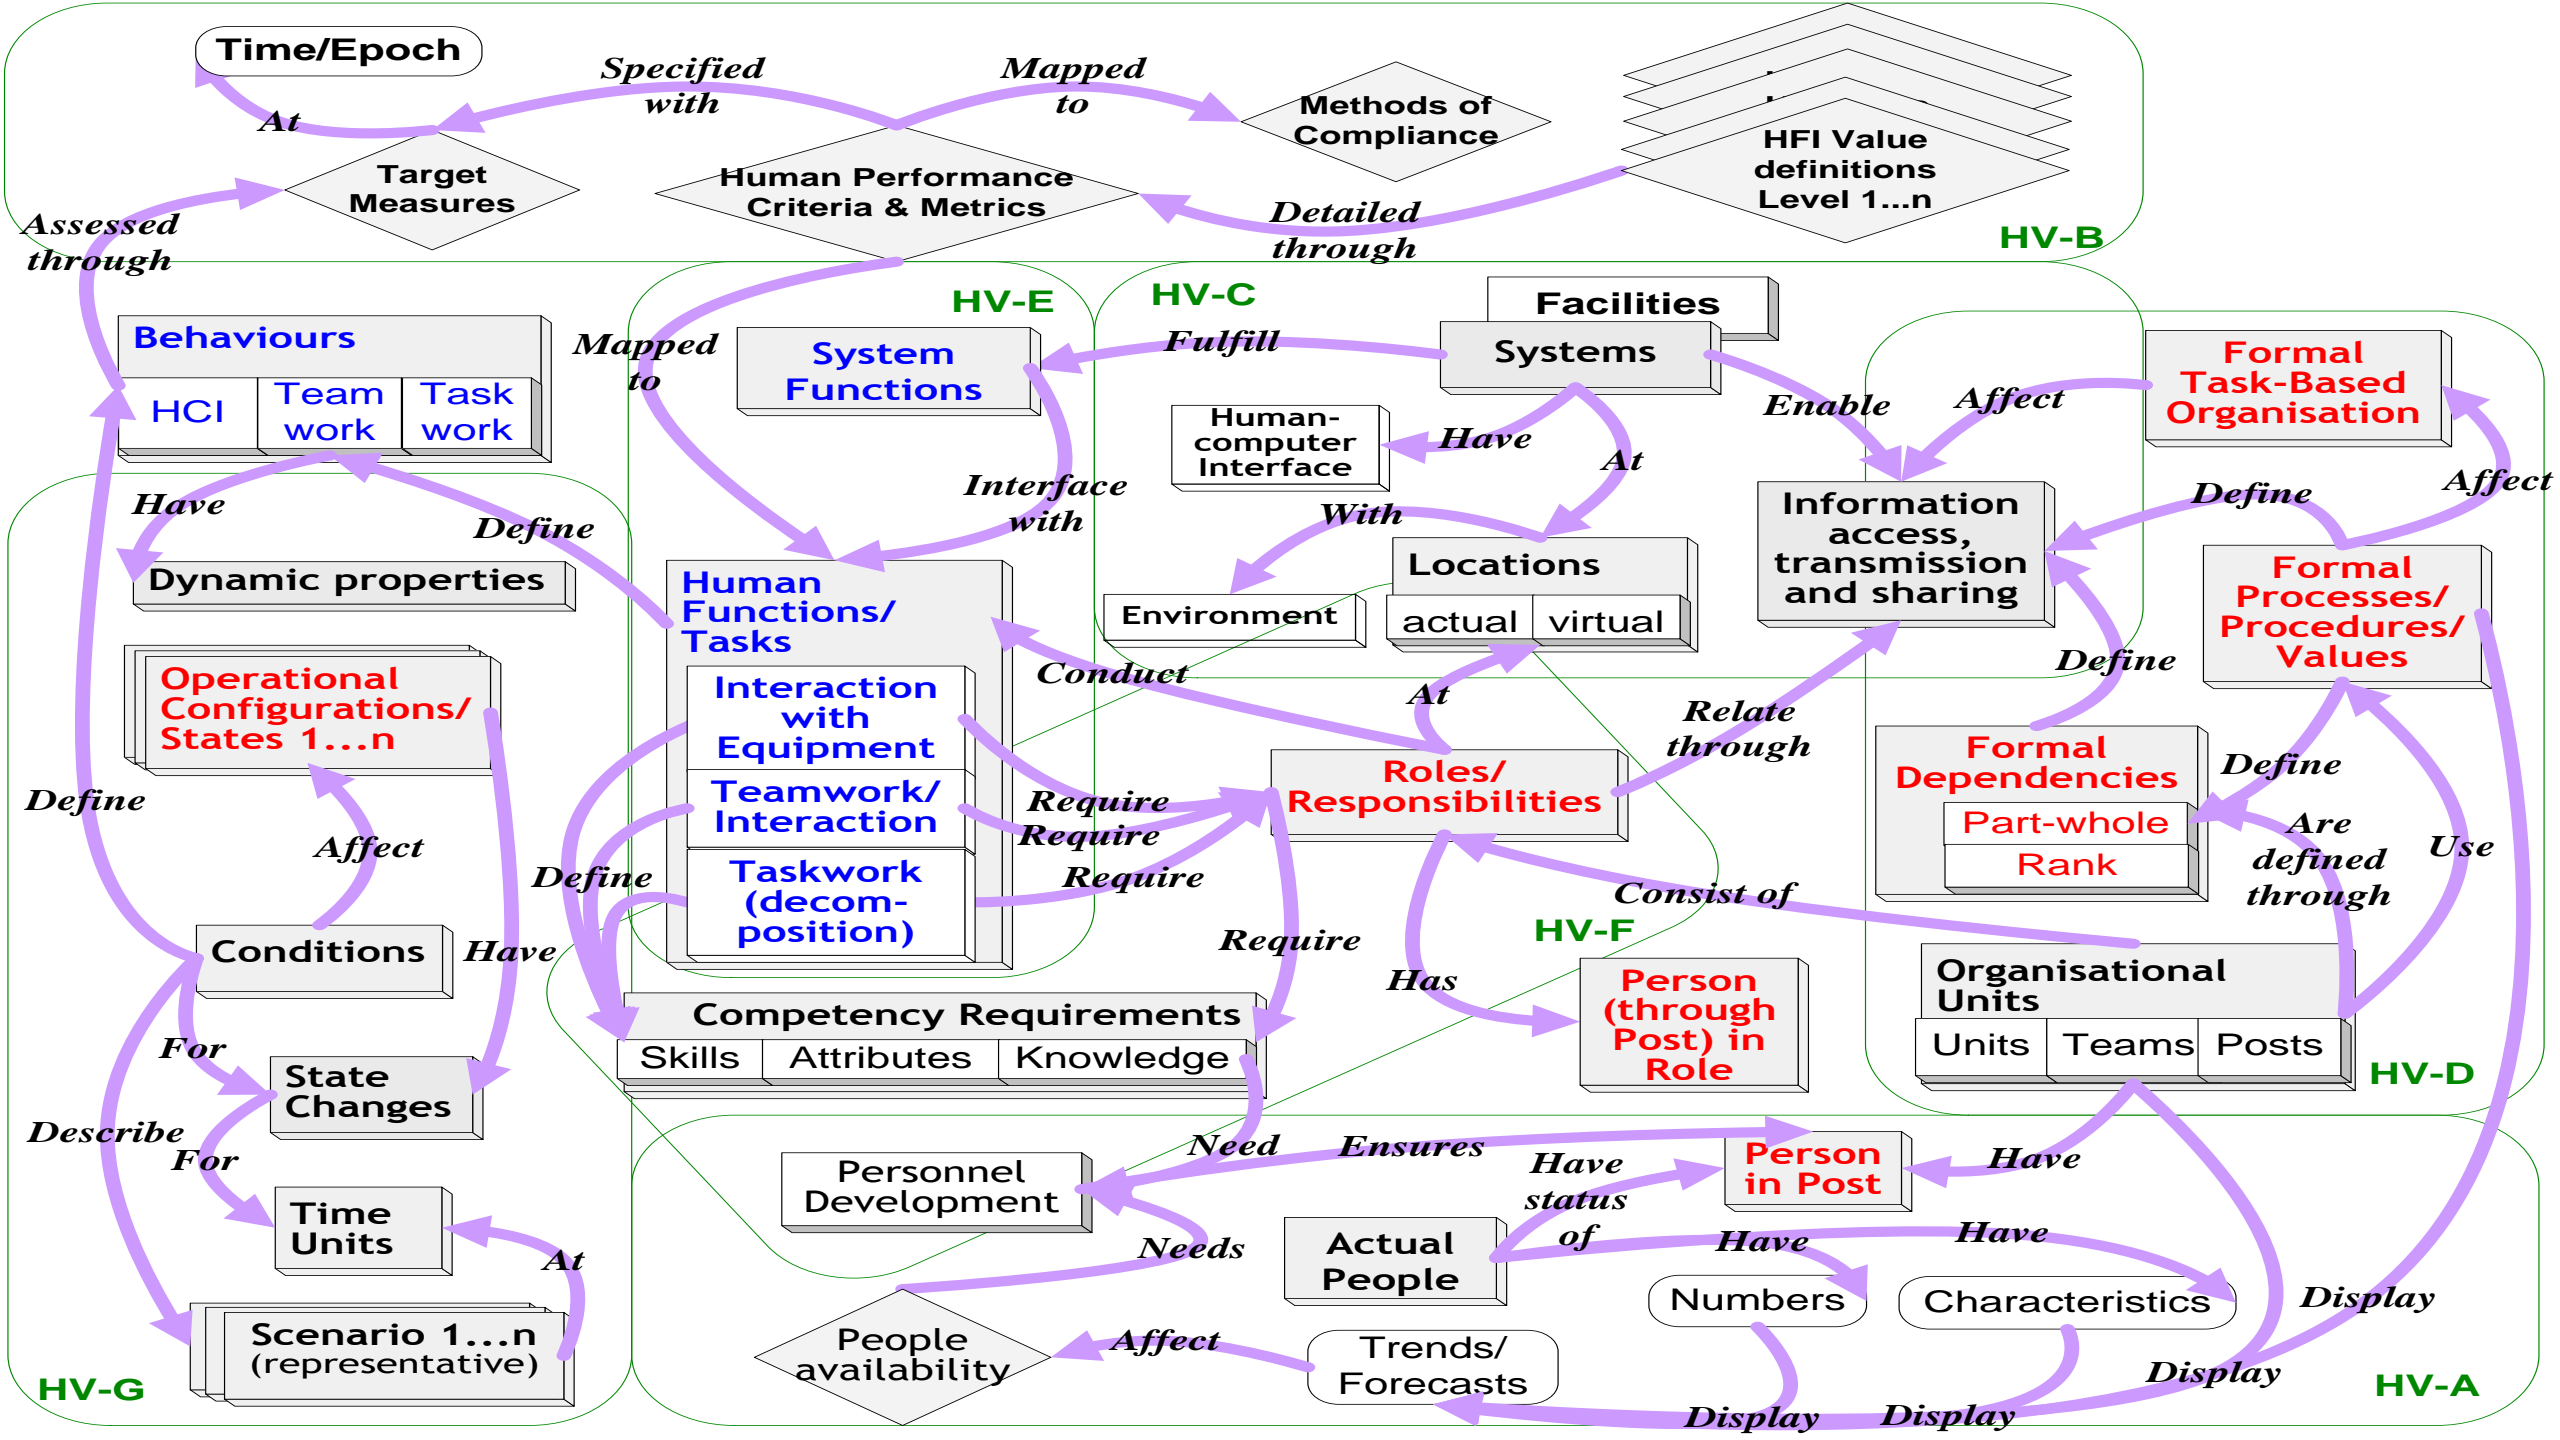 Time/Epoch
Specified
with
Mapped
to
At
Methods of
Compliance
HFI Value
definitions
Level 1...n
Target
Measures
Human Performance
Criteria & Metrics
Assessed
through
Detailed
through
HV-B
HV-E
HV-C
Facilities
Systems
Behaviours
HCI
Team
work
Task
work
Mapped
to
System
Functions
Fulfill
Enable
Affect
Formal
Task-Based
Organisation
Human-
computer
Interface
Have
At
Have
Define
Interface
with
With
Information
access,
transmission
and sharing
Define
Affect
Dynamic properties
Human
Functions/
Tasks
Locations
actual
virtual
Environment
Formal
Processes/
Procedures/
Values
Operational
Configurations/
States 1...n
Interaction
with
Equipment
Conduct
At
Relate
through
Define
Define
Affect
Teamwork/
Interaction
Require
Require
Require
Roles/
Responsibilities
Formal
Dependencies
Part-whole
Rank
Define
Are
defined
through
Use
Define
Taskwork
(decom-
position)
Consist of
HV-F
Conditions
Have
Require
Has
Person
(through
Post) in
Role
Organisational
Units
Units
Teams
Posts
HV-D
Competency Requirements
Skills
Attributes
Knowledge
For
State
Changes
Describe
For
Need
Ensures
Have
status
of
Person
in Post
Have
Personnel
Development
Time
Units
At
Needs
Actual
People
Have
Have
Numbers
Characteristics
Display
Scenario 1...n
(representative)
People
availability
Affect
Trends/
Forecasts
Display
Display
Display
HV-G
HV-A